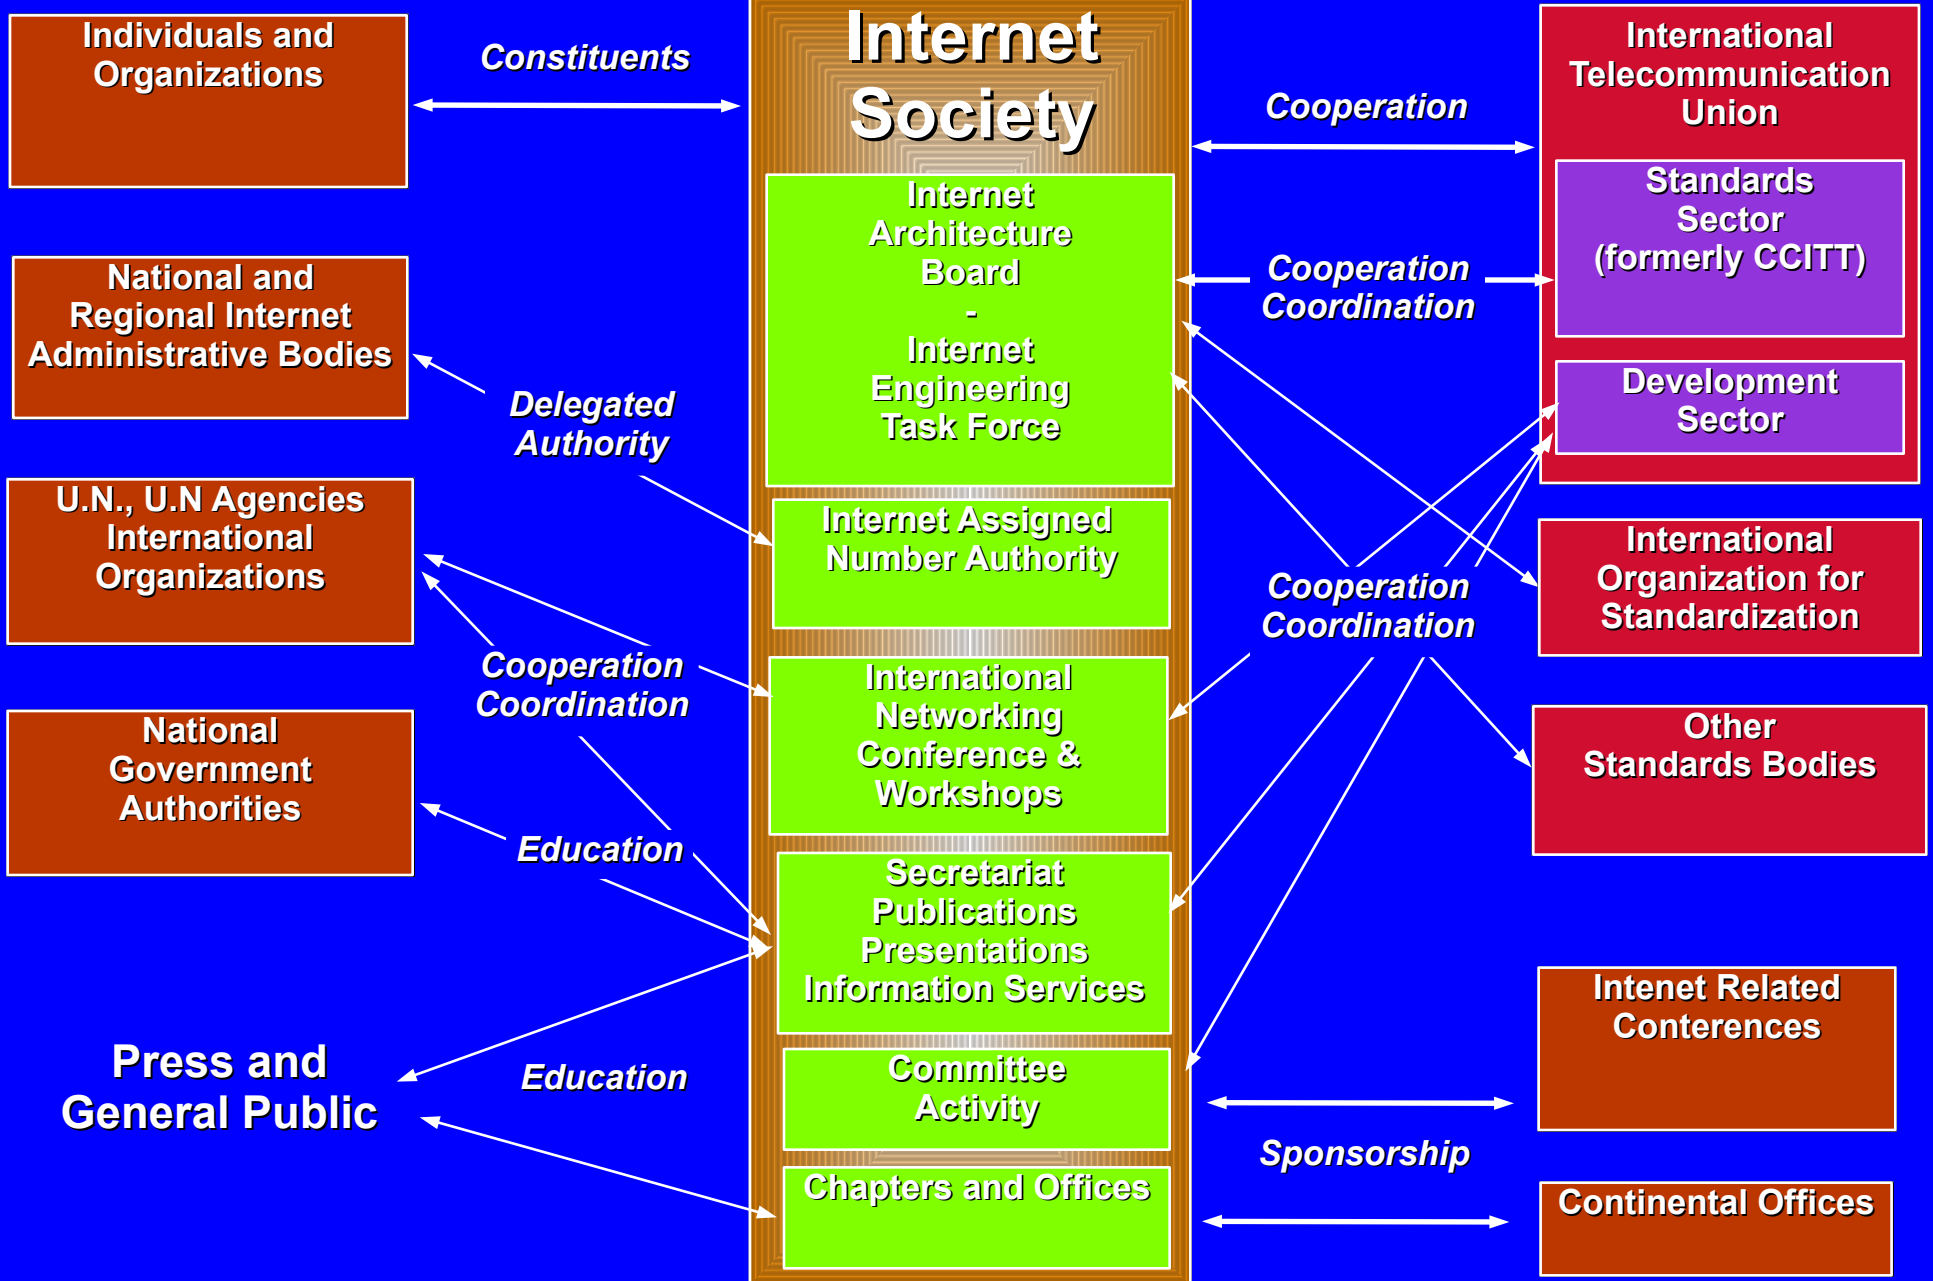 Individuals and
Organizations
Constituents
Internet
Society
Cooperation
International
Telecommunication
Union
Standards
Sector
(formerly CCITT)
Development
Sector
Internet
Architecture
Board
-
Internet
Engineering
Task Force
Cooperation
Coordination
National and
Regional Internet
Administrative Bodies
Delegated
Authority
Internet Assigned
Number Authority
U.N., U.N Agencies
International
Organizations
Cooperation
Coordination
International
Networking
Conference &
Workshops
Cooperation
Coordination
International
Organization for
Standardization
Other
Standards Bodies
National
Government
Authorities
Education
Secretariat
Publications
Presentations
Information Services
Press and
General Public
Education
Committee
Activity
Intenet Related
Conterences
Sponsorship
Chapters and Offices
Continental Offices